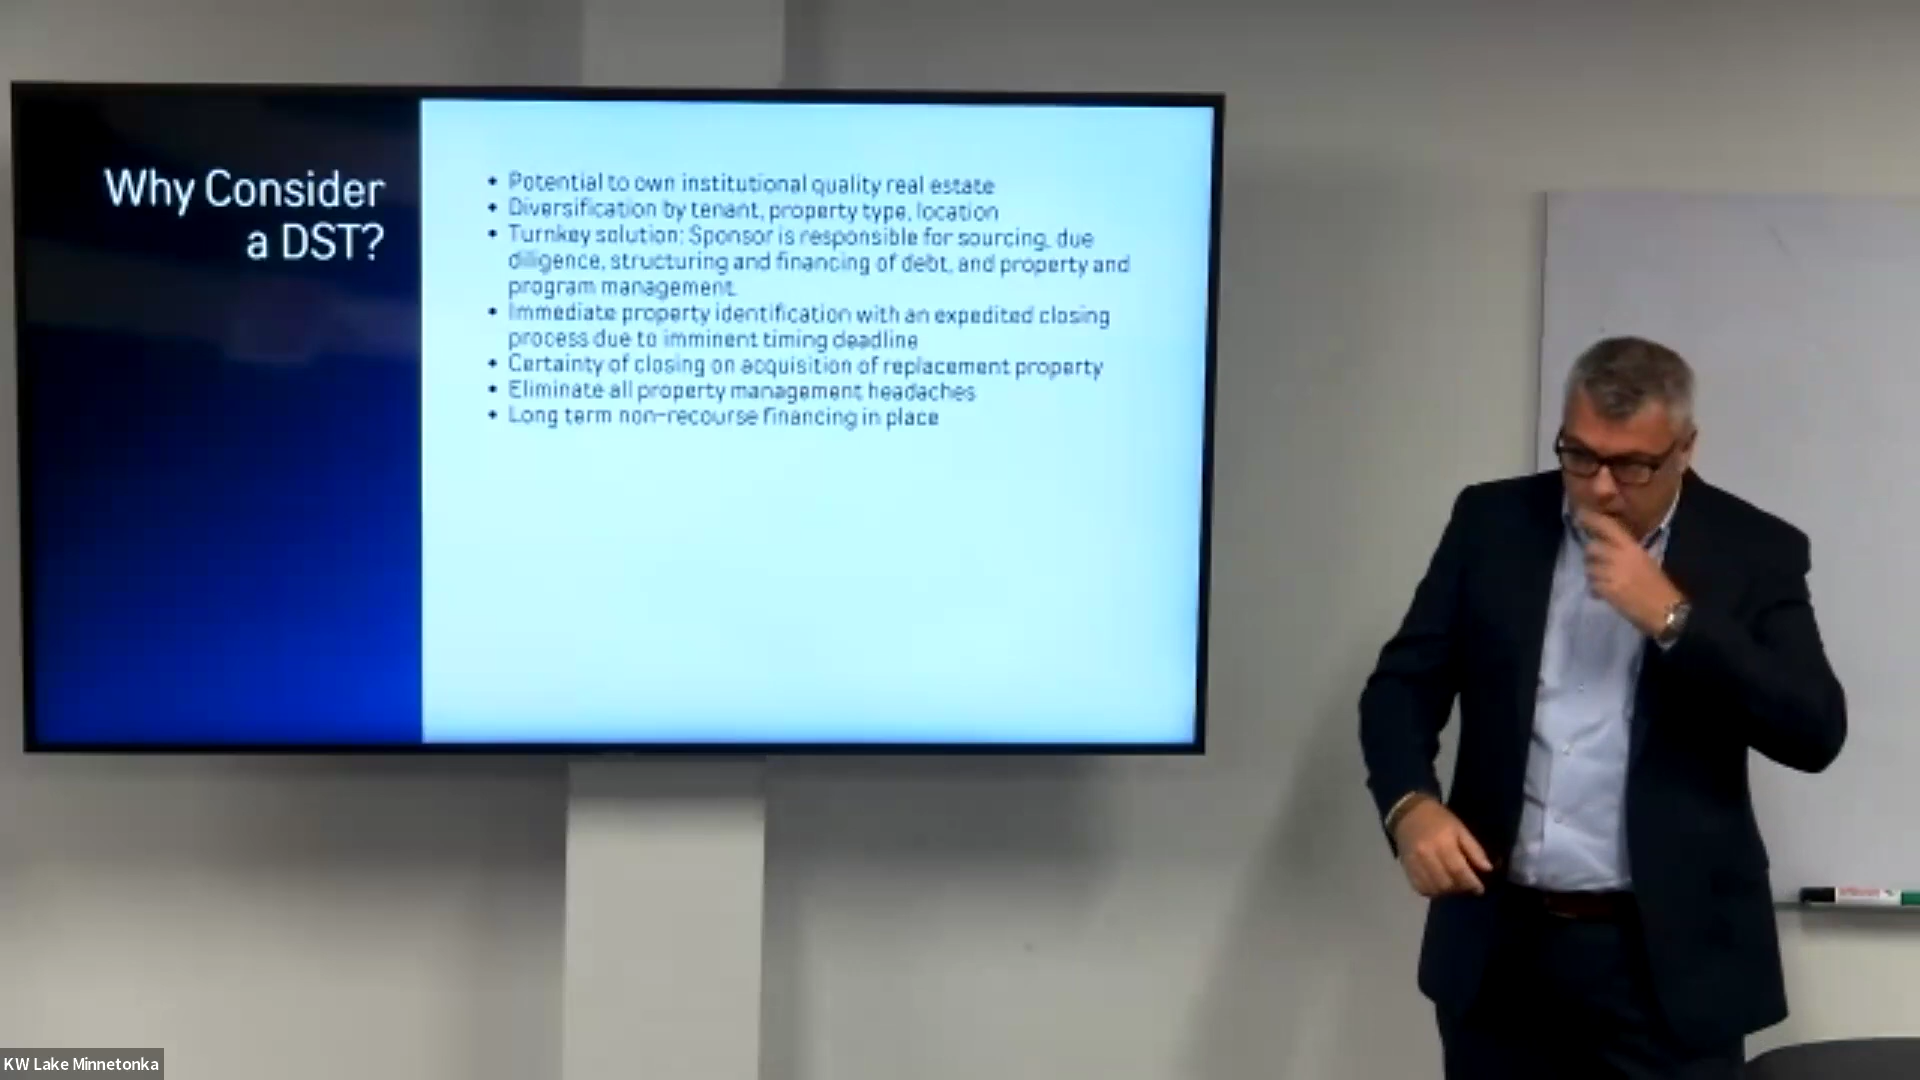 Why Consider
a DST?
• Potential to own institutional quality real estate
• Diversification by tenant, property type, location
• Turnkey solution: Sponsor is responsible for sourcing, due
diligence, structuring and financing of debt, and property and
program management.
• Immediate property identification with an expedited closing
process due to imminent timing deadline
• Certainty of closing on acquisition of replacement property
• Eliminate all property management headaches
• Long term non-recourse financing in place
KW Lake Minnetonka